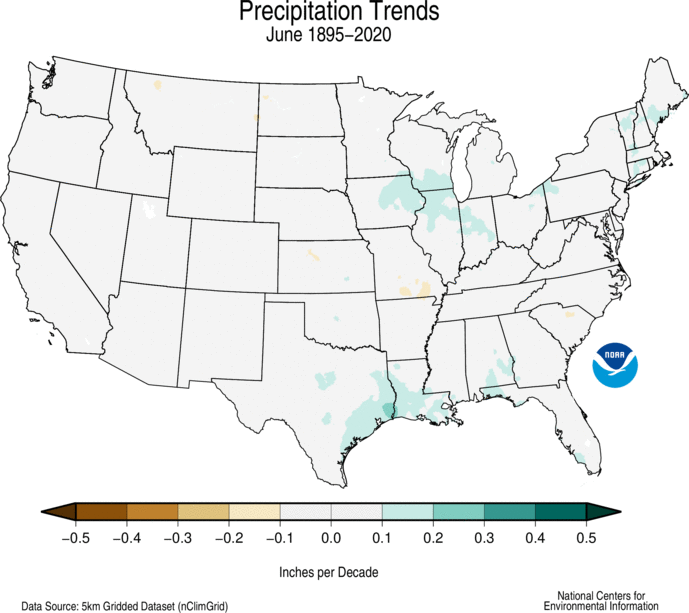 Precipitation Trends
June 1895−2020
NOAA
−0.5 −0.4 −0.3 −0.2 −0.1 0.0 0.1 0.2 0.3 0.4 0.5
Inches per Decade
Data Source: 5km Gridded Dataset (nClimGrid)
National Centers for
Environmental Information